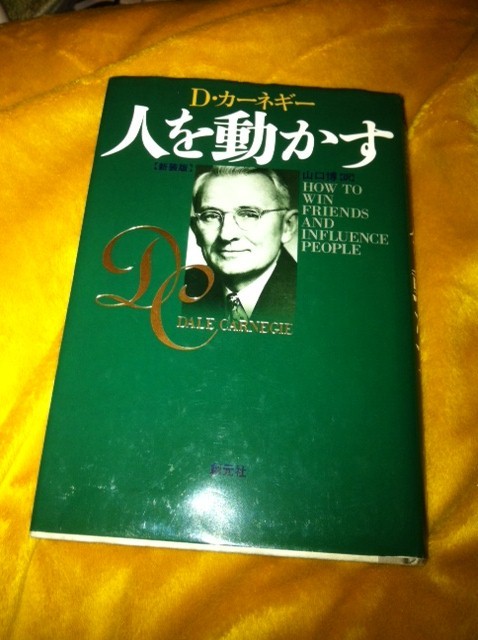 D・カーネギー
人を動かす
【新装版】
山口博 訳
HOW TO
WIN
FRIENDS
AND
INFLUENCE
PEOPLE
DC
DALE CARNEGIE
創元社